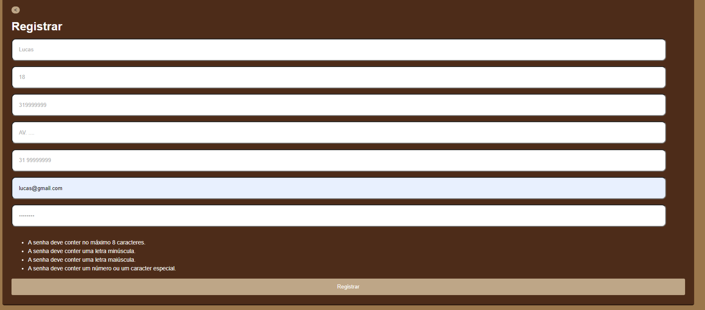 <
Registrar
Lucas
18
319999999
AV. ....
31 99999999
lucas@gmail.com
********
A senha deve conter no máximo 8 caracteres.
A senha deve conter uma letra minúscula.
A senha deve conter uma letra maiúscula.
A senha deve conter um número ou um caracter especial.
Registrar